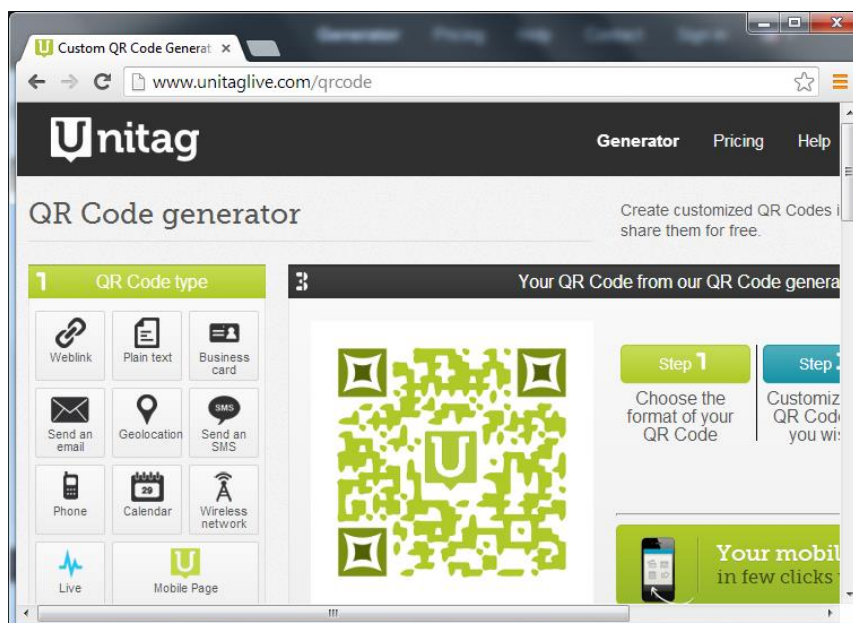 Custom QR Code Generat
www.unitaglive.com/qrcode
Unitag
Generator Pricing Help
QR Code generator
Create customized QR Codes i
share them for free.
1 QR Code type
3 Your QR Code from our QR Code genera
Weblink
Plain text
Business
card
Send an
email
Geolocation
SMS
Send an
SMS
Phone
29
Calendar
Wireless
network
Live
U
Mobile Page
U
Step 1
Choose the
format of your
QR Code
Step
Customiz
QR Cod
you wi
Your mobil
in few clicks